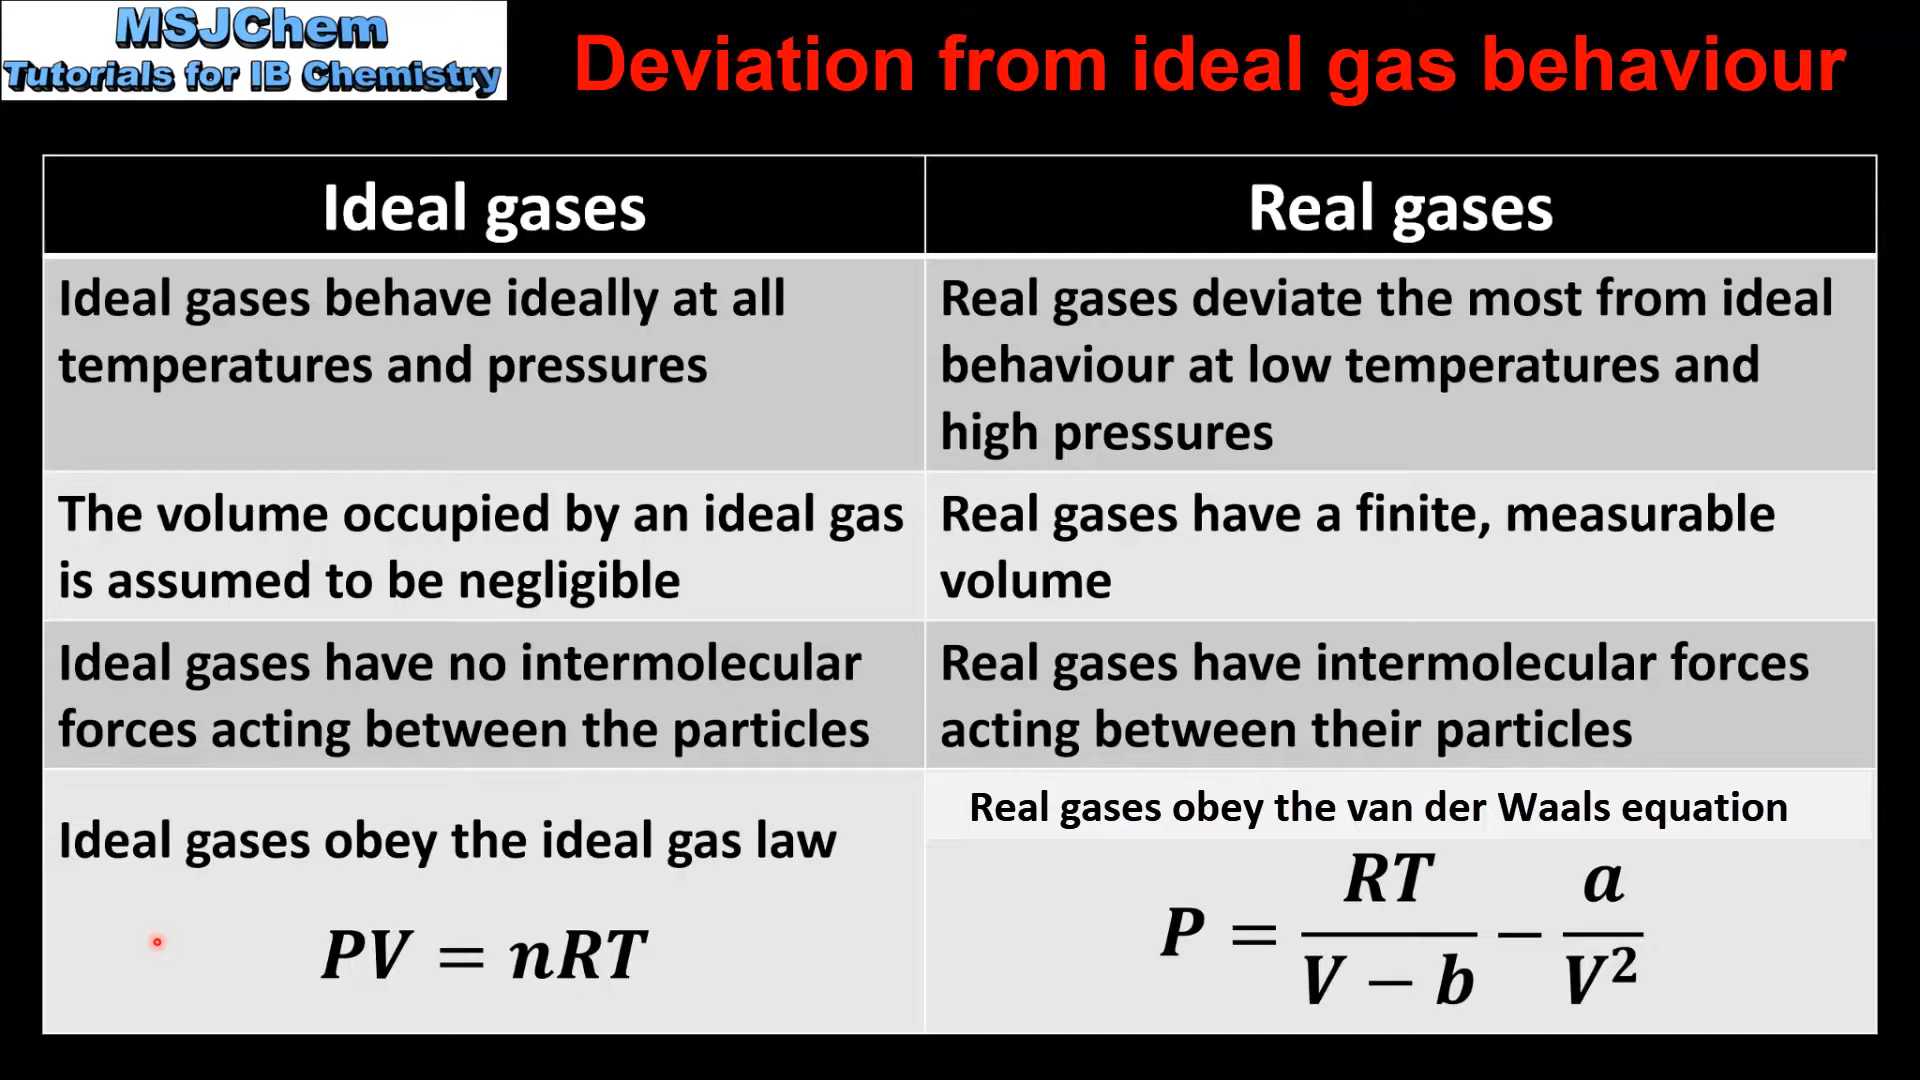 MSJChem
Tutorials for IB Chemistry
Deviation from ideal gas behaviour
Ideal gases
Real gases
Ideal gases behave ideally at all
temperatures and pressures
Real gases deviate the most from ideal
behaviour at low temperatures and
high pressures
The volume occupied by an ideal gas
is assumed to be negligible
Real gases have a finite, measurable
volume
Ideal gases have no intermolecular
forces acting between the particles
Real gases have intermolecular forces
acting between their particles
Ideal gases obey the ideal gas law
PV = nRT
Real gases obey the van der Waals equation
P = RT/(V − b) − a/V²